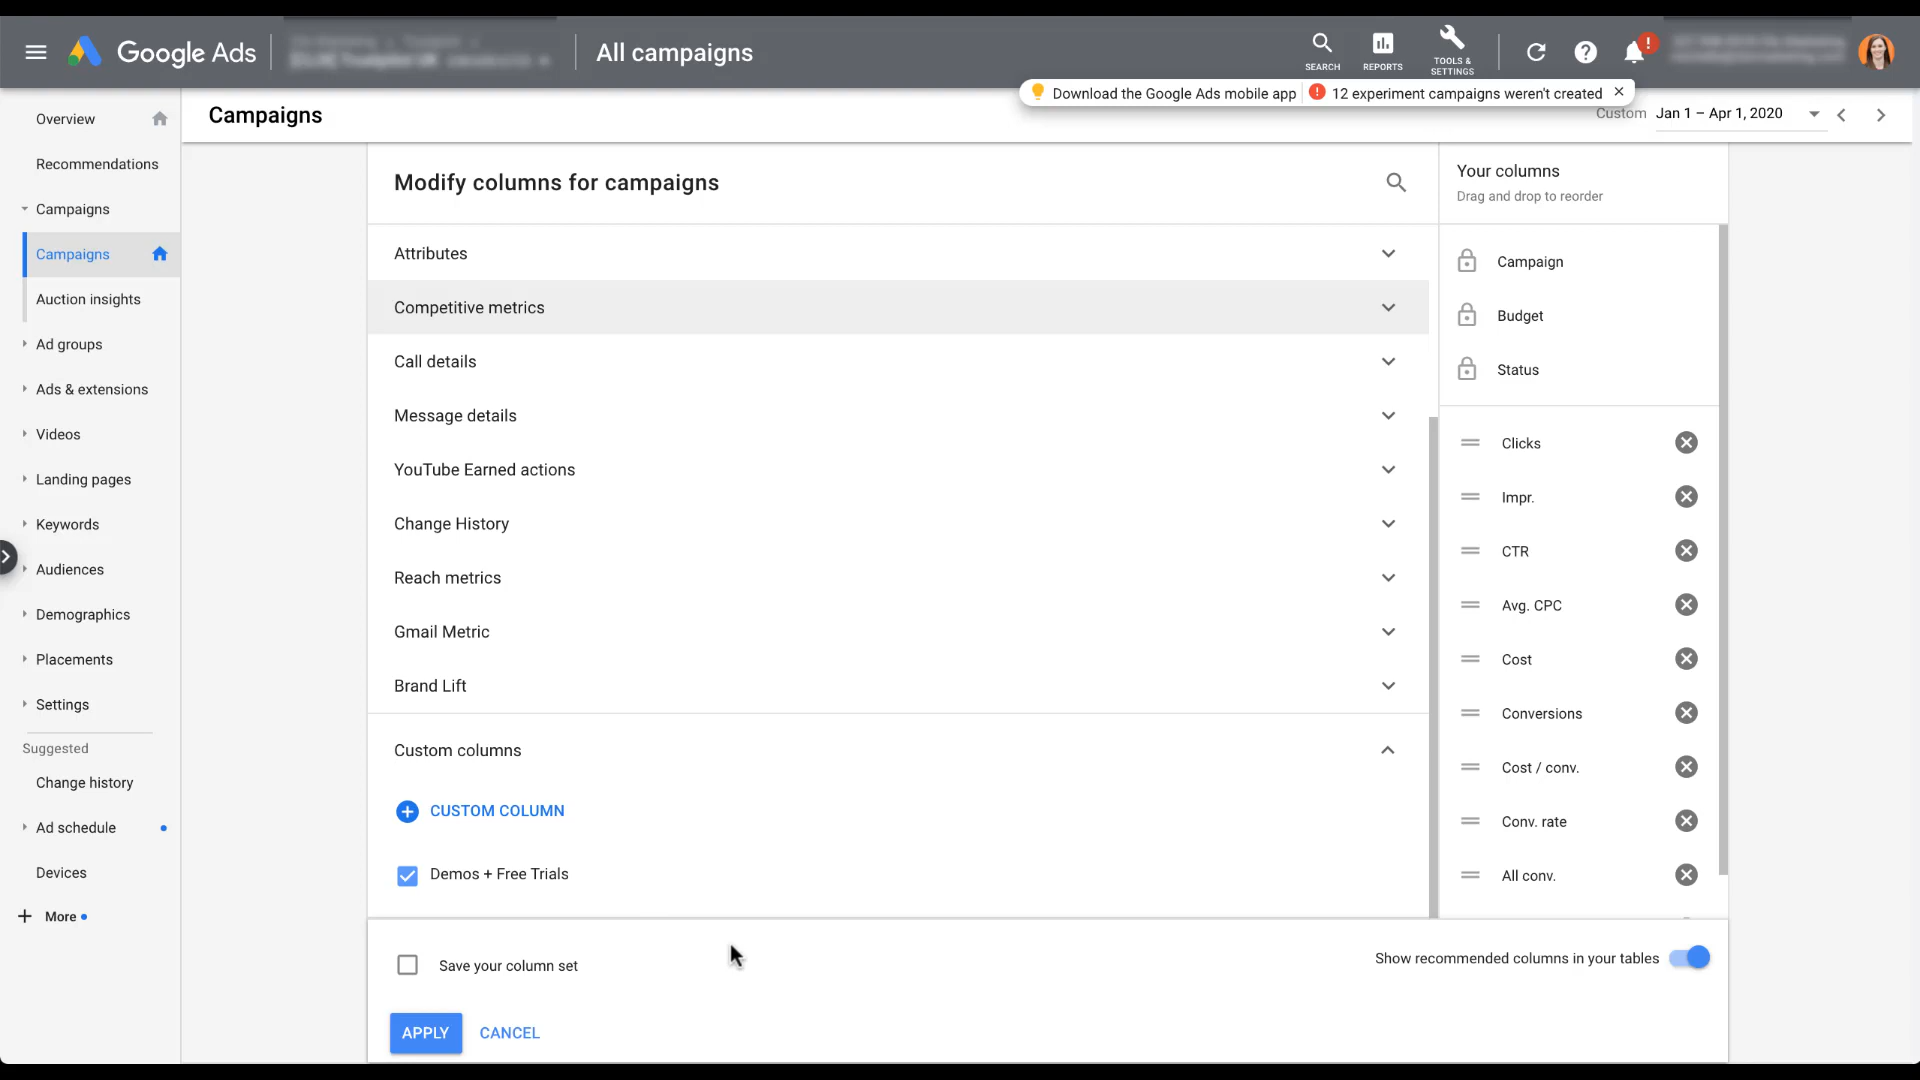 Google Ads
All campaigns
SEARCH
REPORTS
TOOLS &
SETTINGS
!
Download the Google Ads mobile app
! 12 experiment campaigns weren't created
Campaigns
Custom Jan 1 – Apr 1, 2020
Overview
Recommendations
Campaigns
Campaigns
Auction insights
Ad groups
Ads & extensions
Videos
Landing pages
Keywords
Audiences
Demographics
Placements
Settings
Suggested
Change history
Ad schedule
Devices
More
Modify columns for campaigns
Attributes
Competitive metrics
Call details
Message details
YouTube Earned actions
Change History
Reach metrics
Gmail Metric
Brand Lift
Custom columns
CUSTOM COLUMN
Demos + Free Trials
Your columns
Drag and drop to reorder
Campaign
Budget
Status
Clicks
Impr.
CTR
Avg. CPC
Cost
Conversions
Cost / conv.
Conv. rate
All conv.
Save your column set
Show recommended columns in your tables
APPLY
CANCEL